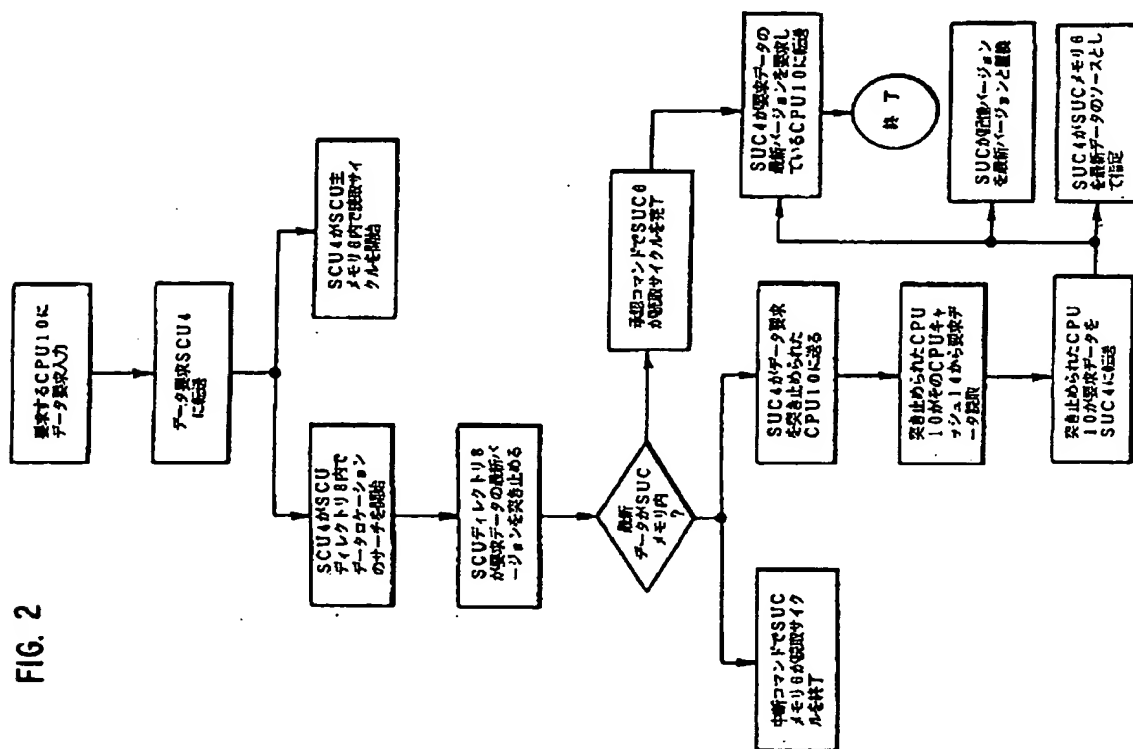 FIG. 2
要求するCPU10に
データ要求入力
データ要求SCU4
に転送
SCU4がSCU
ディレクトリ8内で
データロケーション
のサーチを開始
SCU4がSCU主
メモリ6内で読取サイ
クルを開始
SCUディレクトリ8
が要求データの最新バ
ージョンを突き止める
最新
データがSUC
メモリ内
?
中断コマンドでSUC
メモリ6が読取サイク
ルを終了
SUC4がデータ要求
を突き止められた
CPU10に送る
突き止められたCPU
10がそのCPUキャ
ッシュ14から要求デ
ータ読取
突き止められたCPU
10が要求データを
SUC4に転送
承認コマンドでSUC6
が読取サイクルを完了
SUC4が要求データの
最新バージョンを要求し
ているCPU10に転送
終了
SUCが記憶バージョン
を最新バージョンと置換
SUC4がSUCメモリ6
を最新データのソースとし
て指定